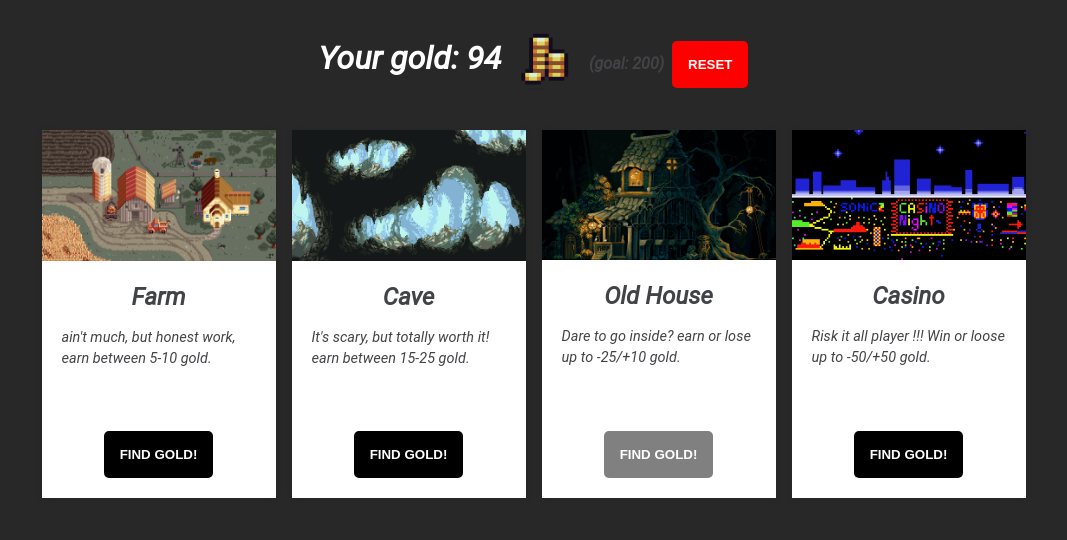 Your gold: 94
(goal: 200)
RESET
SONIC
CASINO
Night
Farm
ain't much, but honest work,
earn between 5-10 gold.
FIND GOLD!
Cave
It's scary, but totally worth it!
earn between 15-25 gold.
FIND GOLD!
Old House
Dare to go inside? earn or lose
up to -25/+10 gold.
FIND GOLD!
Casino
Risk it all player !!! Win or loose
up to -50/+50 gold.
FIND GOLD!